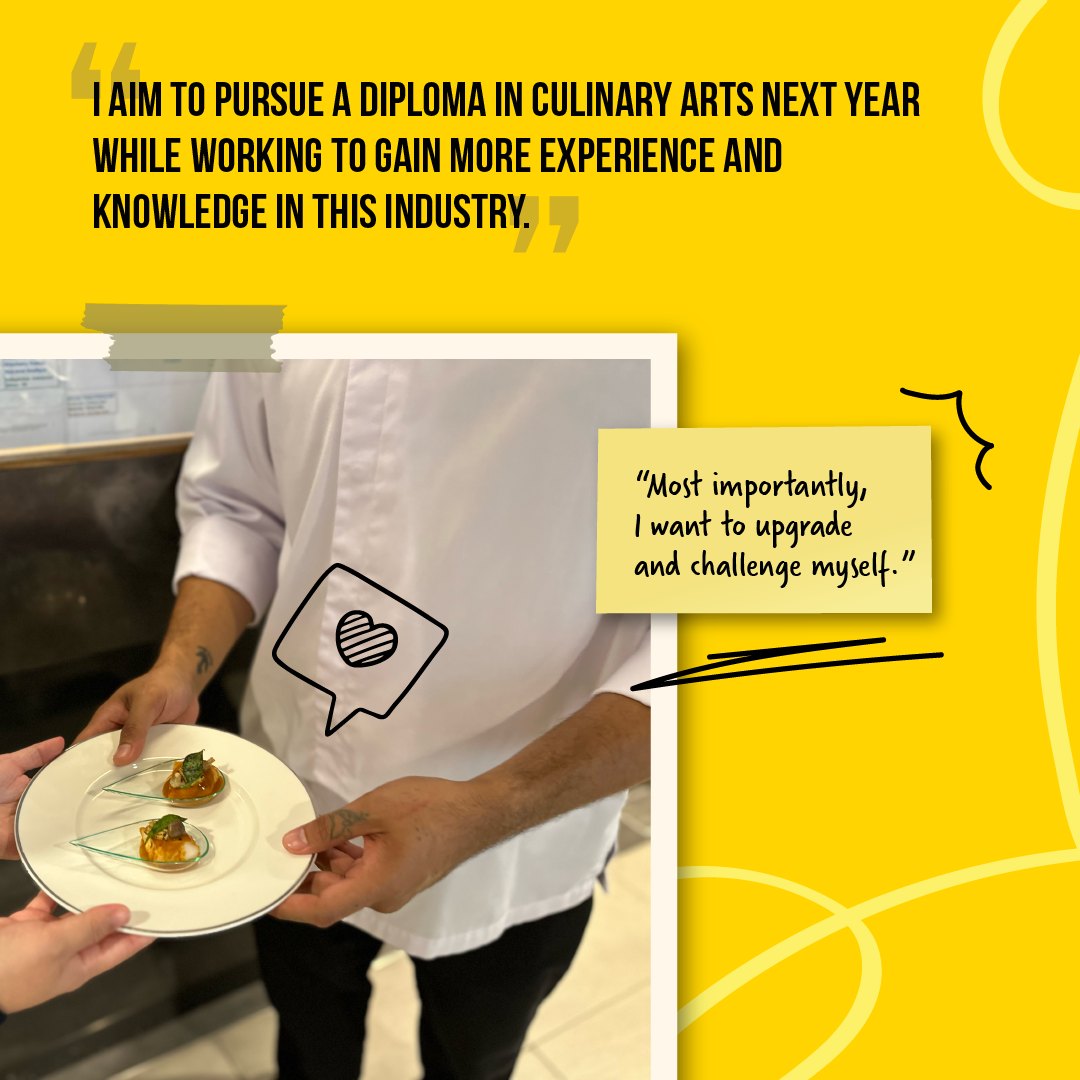 “
I AIM TO PURSUE A DIPLOMA IN CULINARY ARTS NEXT YEAR
WHILE WORKING TO GAIN MORE EXPERIENCE AND
KNOWLEDGE IN THIS INDUSTRY.
”
“Most importantly,
I want to upgrade
and challenge myself.”